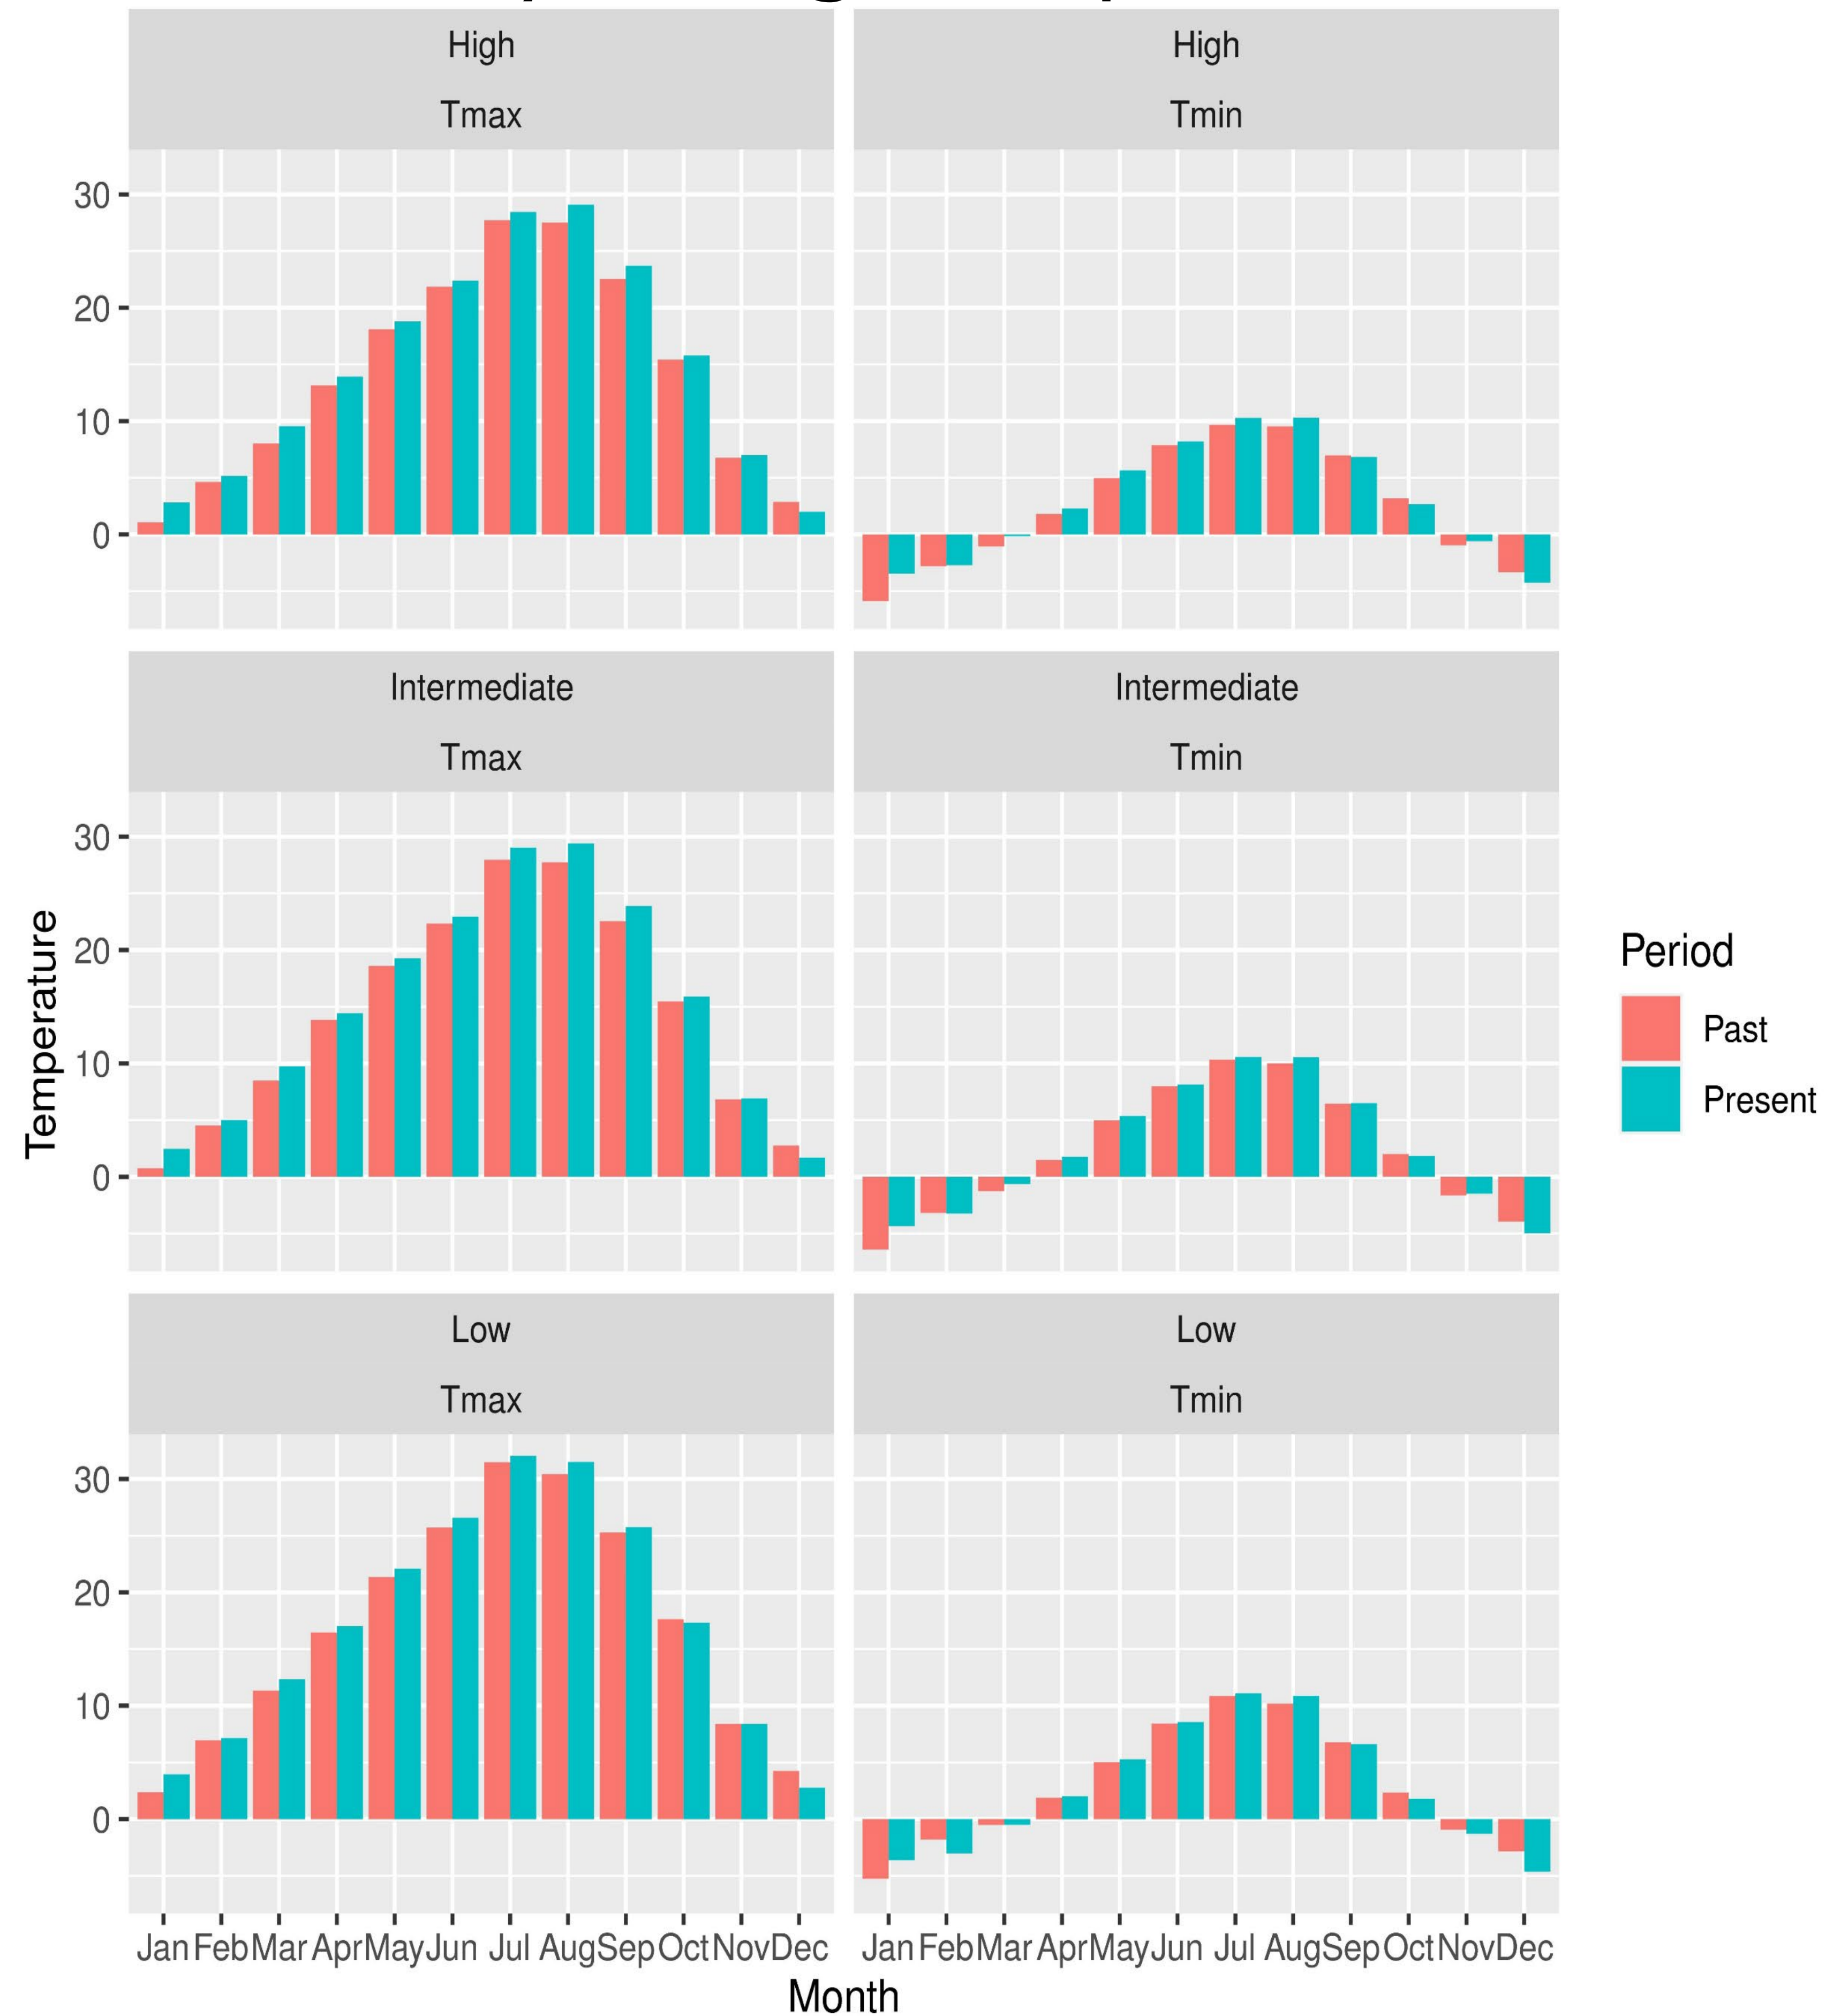 High
Tmax
High
Tmin
30
20
10
0
Intermediate
Tmax
Intermediate
Tmin
30
20
10
0
Low
Tmax
Low
Tmin
30
20
10
0
Jan Feb Mar Apr May Jun Jul Aug Sep Oct Nov Dec
Jan Feb Mar Apr May Jun Jul Aug Sep Oct Nov Dec
Month
Temperature
Period
Past
Present